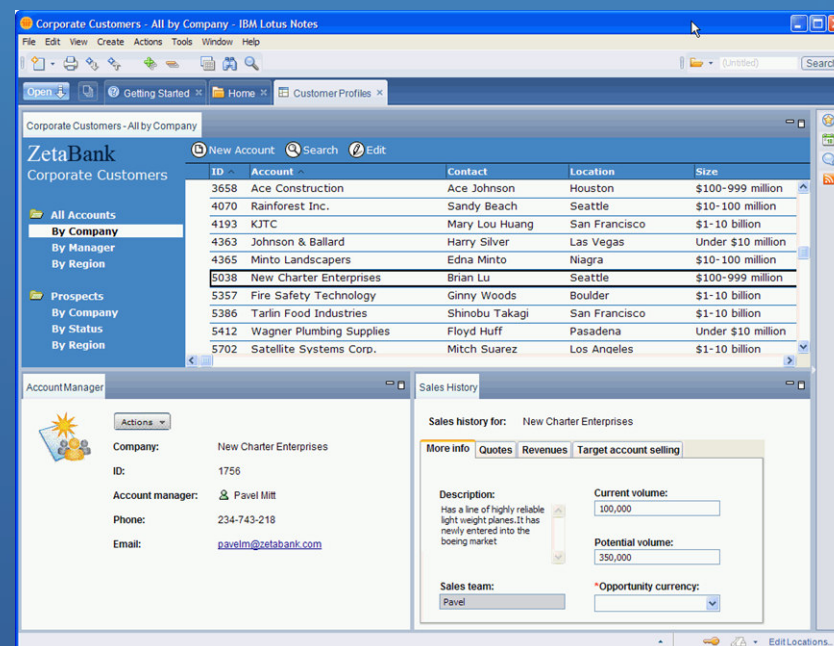 Corporate Customers - All by Company - IBM Lotus Notes
File Edit View Create Actions Tools Window Help
(Untitled) Search
Open Getting Started × Home × Customer Profiles ×
Corporate Customers - All by Company
ZetaBank
Corporate Customers
New Account Search Edit
ID Account Contact Location Size
3658 Ace Construction Ace Johnson Houston $100-999 million
4070 Rainforest Inc. Sandy Beach Seattle $10-100 million
4193 KJTC Mary Lou Huang San Francisco $1-10 billion
4363 Johnson & Ballard Harry Silver Las Vegas Under $10 million
4365 Minto Landscapers Edna Minto Niagra $10-100 million
5038 New Charter Enterprises Brian Lu Seattle $100-999 million
5357 Fire Safety Technology Ginny Woods Boulder $1-10 billion
5386 Tarlin Food Industries Shinobu Takagi San Francisco $1-10 billion
5412 Wagner Plumbing Supplies Floyd Huff Pasadena Under $10 million
5702 Satellite Systems Corp. Mitch Suarez Los Angeles $1-10 billion
All Accounts
By Company
By Manager
By Region
Prospects
By Company
By Status
By Region
Account Manager
Actions
Company: New Charter Enterprises
ID: 1756
Account manager: Pavel Mitt
Phone: 234-743-218
Email: pavelm@zetabank.com
Sales History
Sales history for: New Charter Enterprises
More info Quotes Revenues Target account selling
Description:
Has a line of highly reliable
light weight planes.It has
newly entered into the
boeing market
Current volume:
100,000
Potential volume:
350,000
Sales team:
Pavel
*Opportunity currency:
Edit Locations...